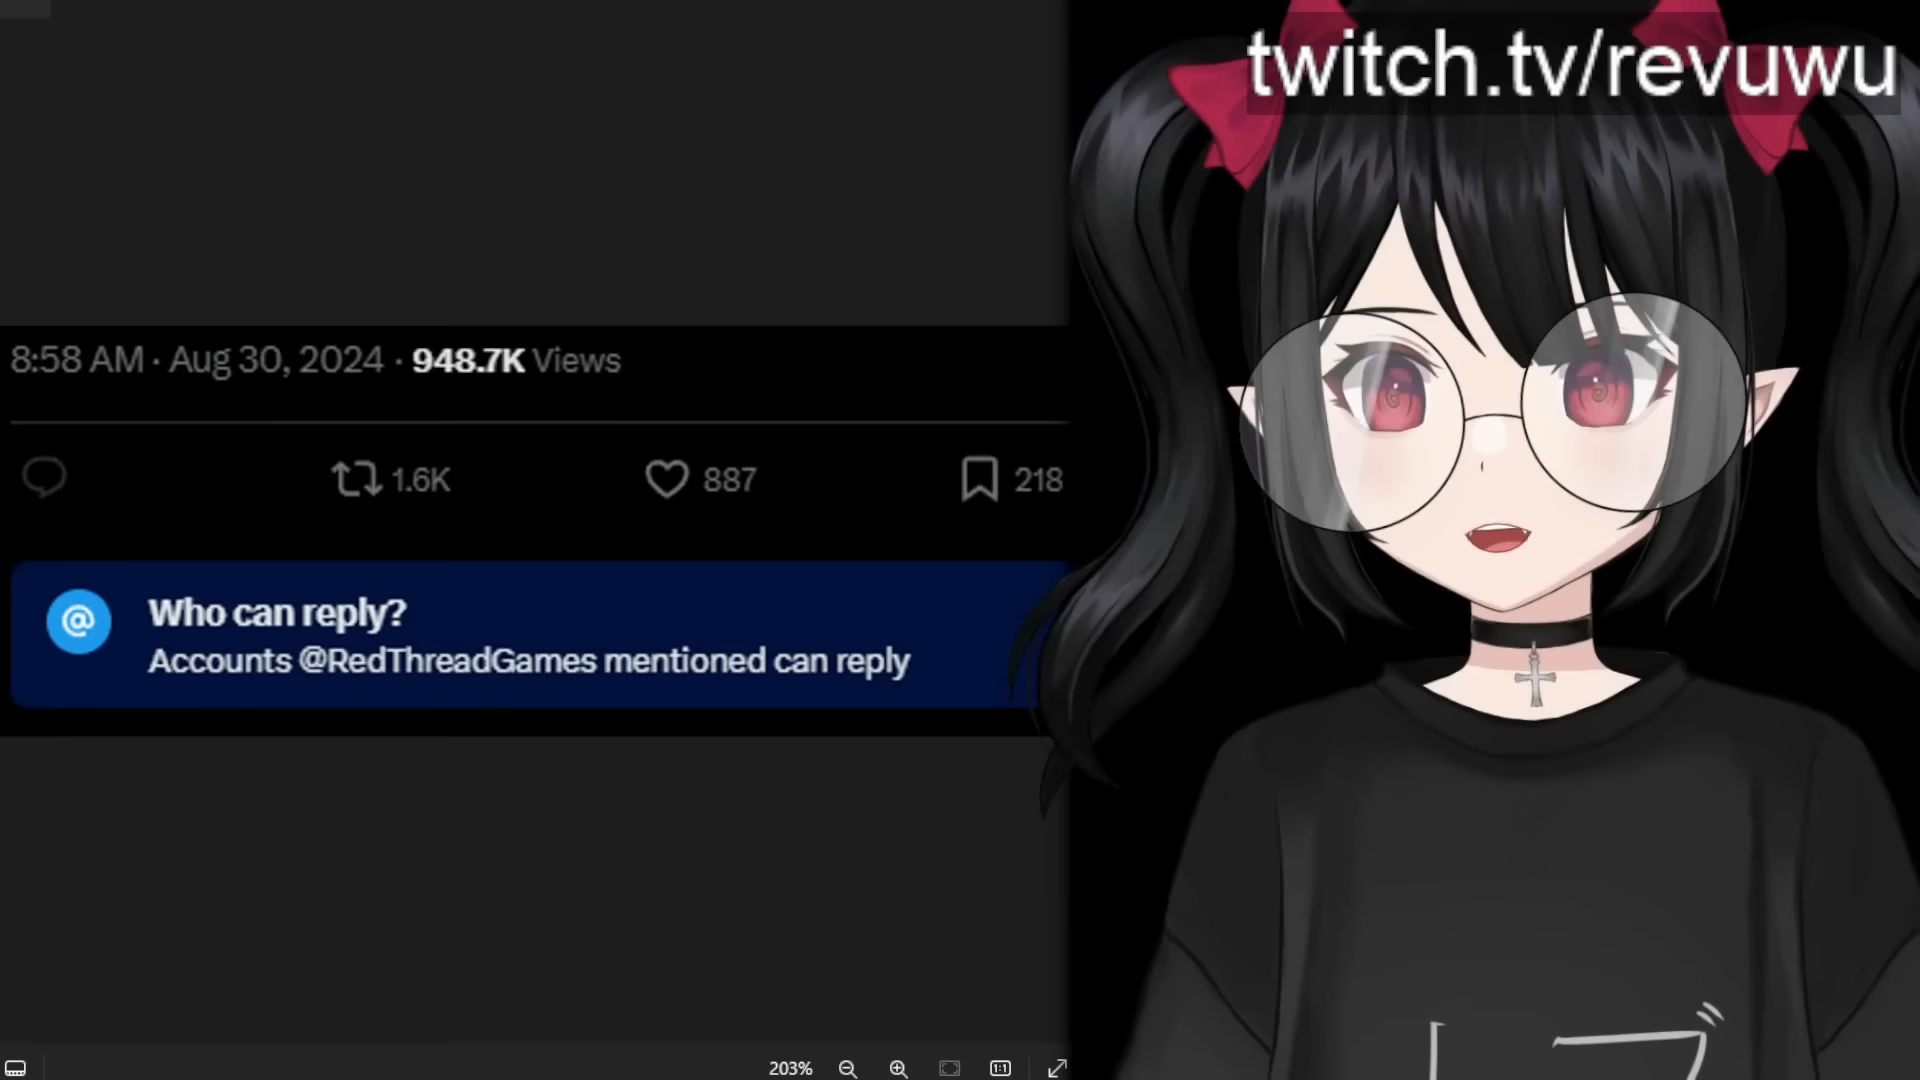 twitch.tv/revuwu
8:58 AM · Aug 30, 2024 · 948.7K Views
1.6K 887 218
@ Who can reply?
Accounts @RedThreadGames mentioned can reply
203% 1:1